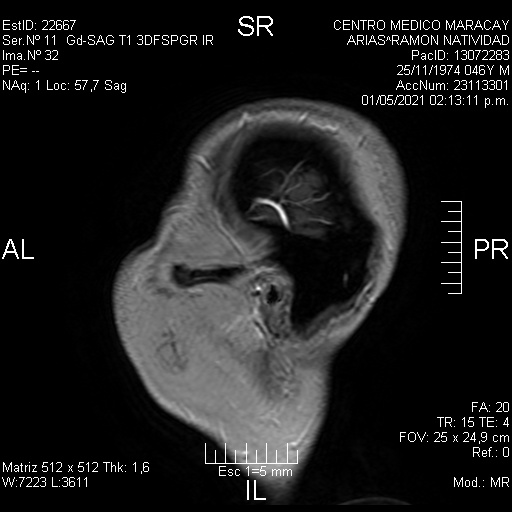 EstID: 22667
Ser.Nº 11 Gd-SAG T1 3DFSPGR IR
Ima.Nº 32
PE= --
NAq: 1 Loc: 57,7 Sag
SR
CENTRO MEDICO MARACAY
ARIAS^RAMON NATIVIDAD
PacID: 13072283
25/11/1974 046Y M
AccNum: 23113301
01/05/2021 02:13:11 p.m.
AL
PR
Matriz 512 x 512 Thk: 1,6
W:7223 L:3611
Esc 1=5 mm
IL
FA: 20
TR: 15 TE: 4
FOV: 25 x 24,9 cm
Ref.: 0
Mod.: MR